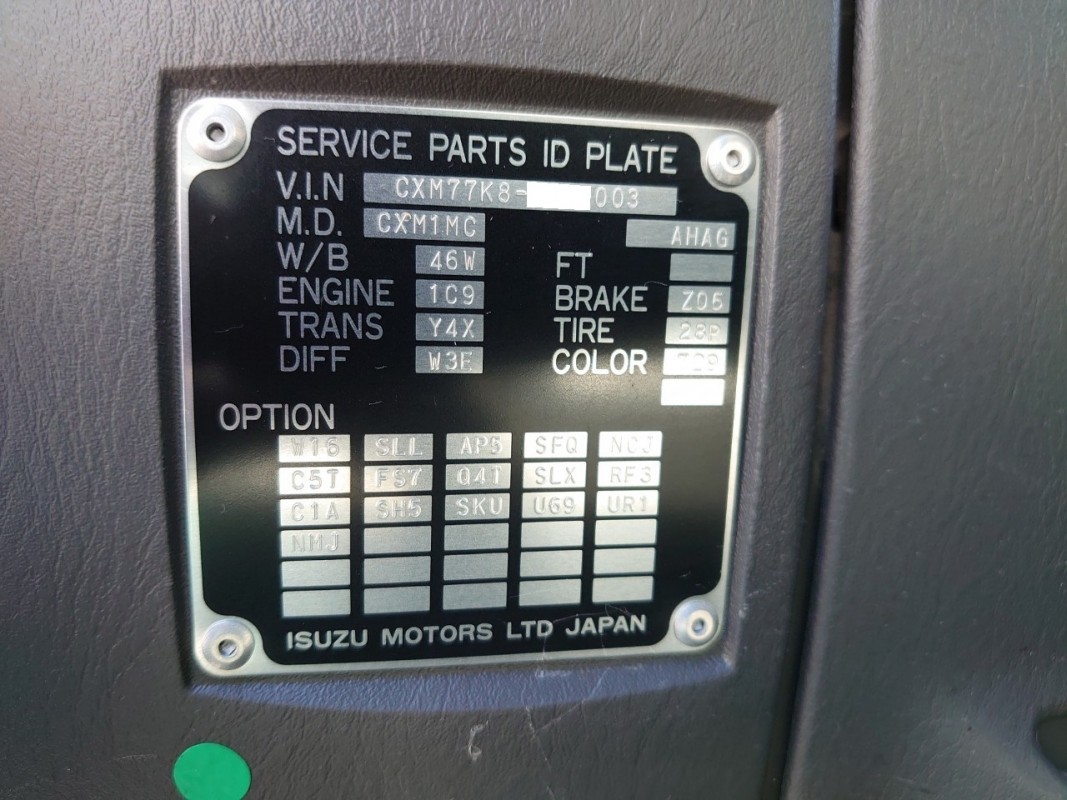 SERVICE PARTS ID PLATE
V.I.N CXM77K8- 003
M.D. CXM1MC AHAG
W/B 46W FT
ENGINE 1C9 BRAKE Z05
TRANS Y4X TIRE 28P
DIFF W3E COLOR 729
OPTION
W16 SLL AP5 SFQ NCJ
C5T FS7 Q4T SLX RF3
C1A SH5 SKU U69 UR1
NMJ
ISUZU MOTORS LTD JAPAN